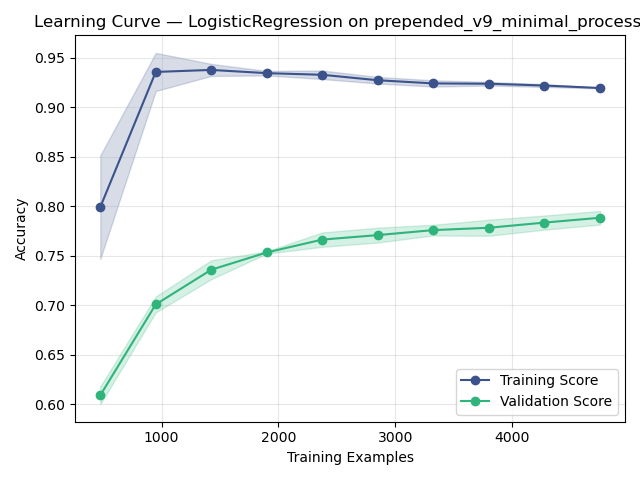 Learning Curve — LogisticRegression on prepended_v9_minimal_process
0.95
0.90
0.85
0.80
0.75
0.70
0.65
0.60
Accuracy
Training Score
Validation Score
1000
2000
3000
4000
Training Examples